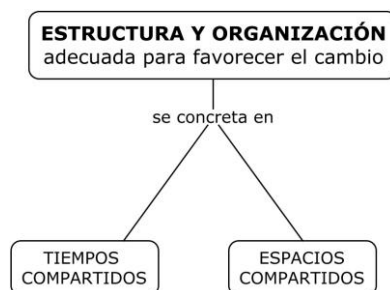 ESTRUCTURA Y ORGANIZACIÓN
adecuada para favorecer el cambio
se concreta en
TIEMPOS
COMPARTIDOS
ESPACIOS
COMPARTIDOS